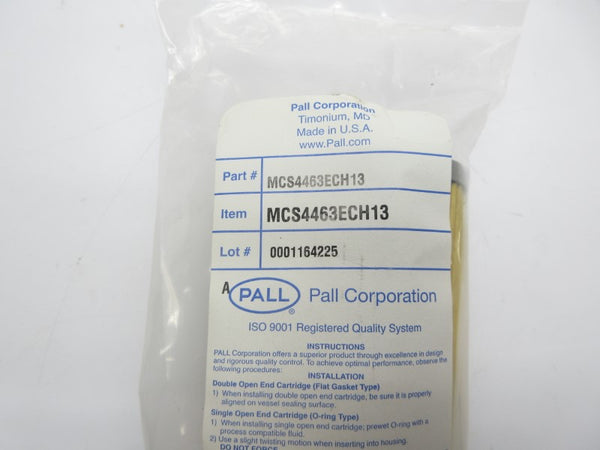 Pall Corporation
Timonium, MD
Made in U.S.A.
www.Pall.com
Part # MCS4463ECH13
Item MCS4463ECH13
Lot # 0001164225
A PALL ® Pall Corporation
ISO 9001 Registered Quality System
INSTRUCTIONS
PALL Corporation offers a superior product through excellence in design
and rigorous quality control. To achieve optimal performance, observe the
following procedures:
INSTALLATION
Double Open End Cartridge (Flat Gasket Type)
1) When installing double open end cartridge, be sure it is properly
aligned on vessel sealing surface.
Single Open End Cartridge (O-ring Type)
1) When installing single open end cartridge; prewet O-ring with a
process compatible fluid.
2) Use a slight twisting motion when inserting into housing.
DO NOT FORCE